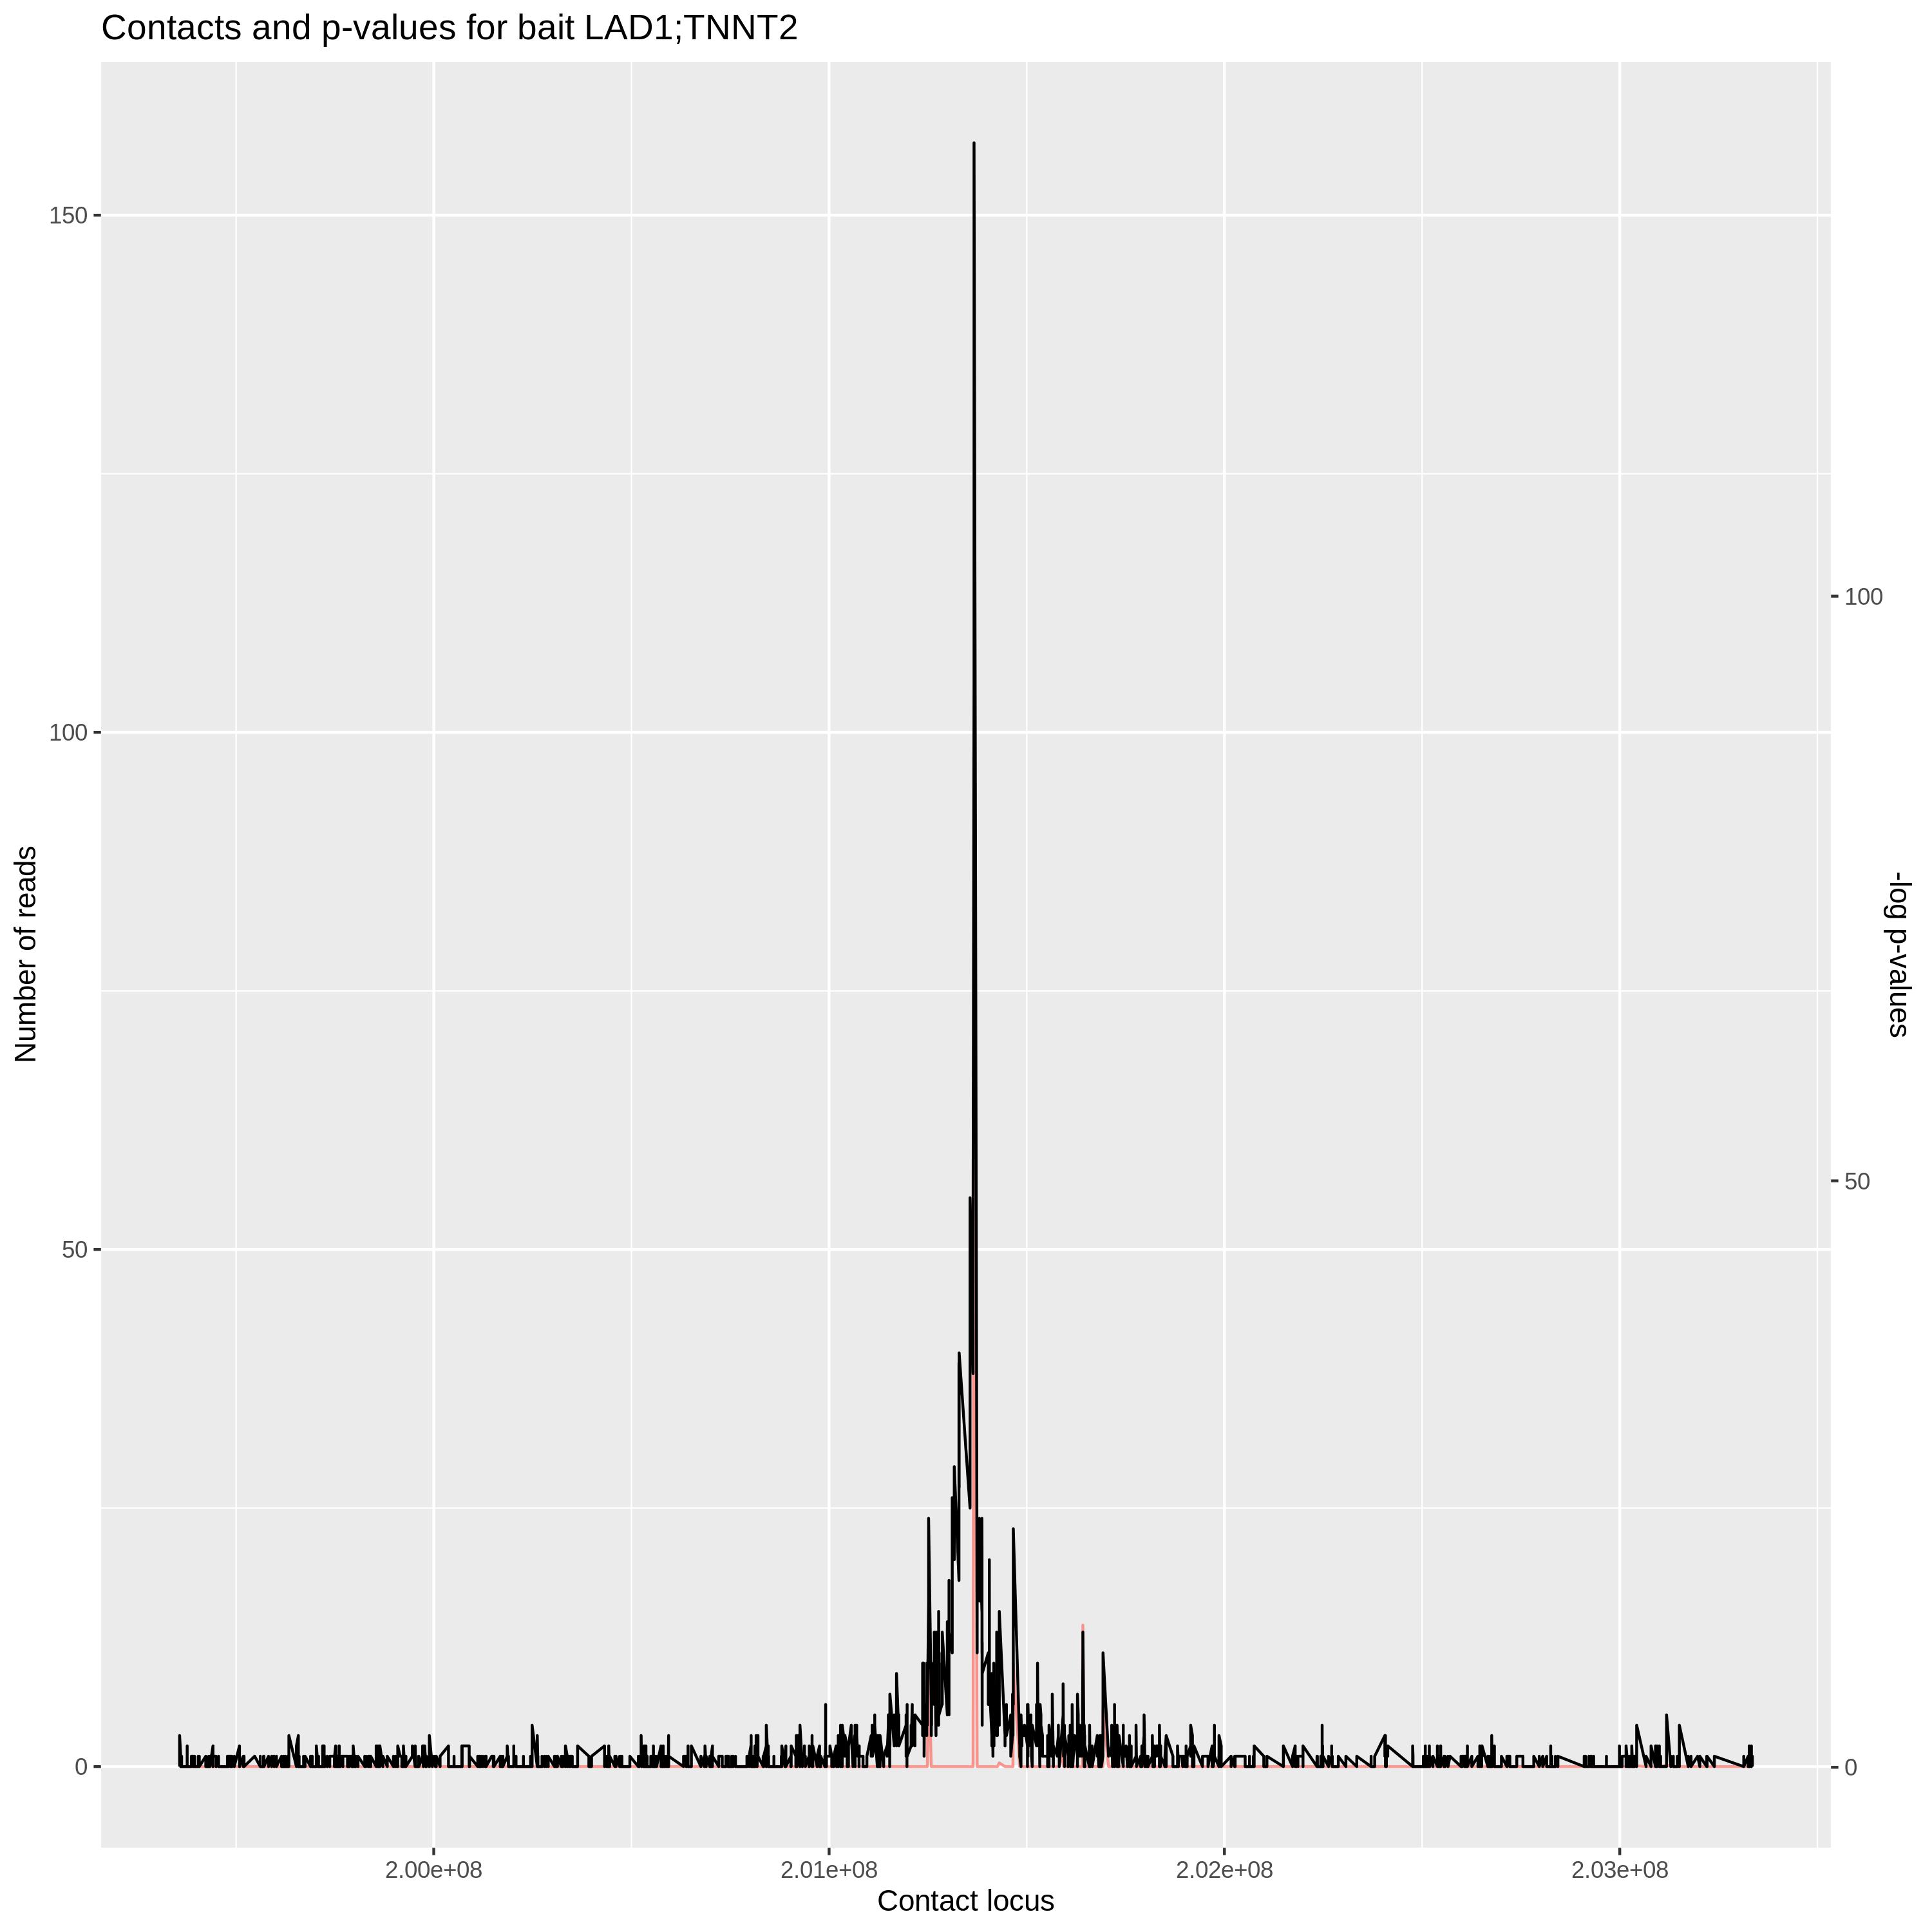 Contacts and p-values for bait LAD1;TNNT2
150
100
50
0
Number of reads
100
50
0
-log p-values
2.00e+08
2.01e+08
2.02e+08
2.03e+08
Contact locus